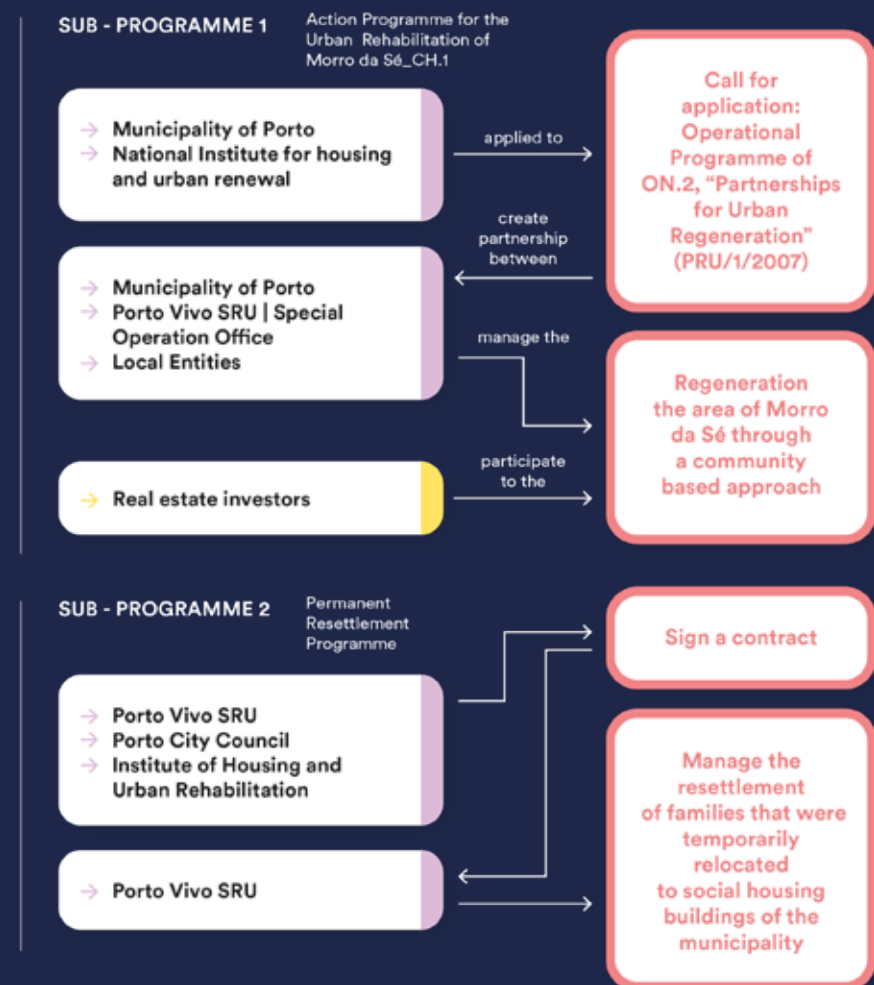 SUB - PROGRAMME 1
Action Programme for the
Urban Rehabilitation of
Morro da Sé_CH.1
→ Municipality of Porto
→ National Institute for housing
and urban renewal
applied to
Call for
application:
Operational
Programme of
ON.2, “Partnerships
for Urban
Regeneration”
(PRU/1/2007)
create
partnership
between
→ Municipality of Porto
→ Porto Vivo SRU | Special
Operation Office
→ Local Entities
manage the
Regeneration
the area of Morro
da Sé through
a community
based approach
→ Real estate investors
participate
to the
SUB - PROGRAMME 2
Permanent
Resettlement
Programme
→ Porto Vivo SRU
→ Porto City Council
→ Institute of Housing and
Urban Rehabilitation
Sign a contract
→ Porto Vivo SRU
Manage the
resettlement
of families that were
temporarily
relocated
to social housing
buildings of the
municipality